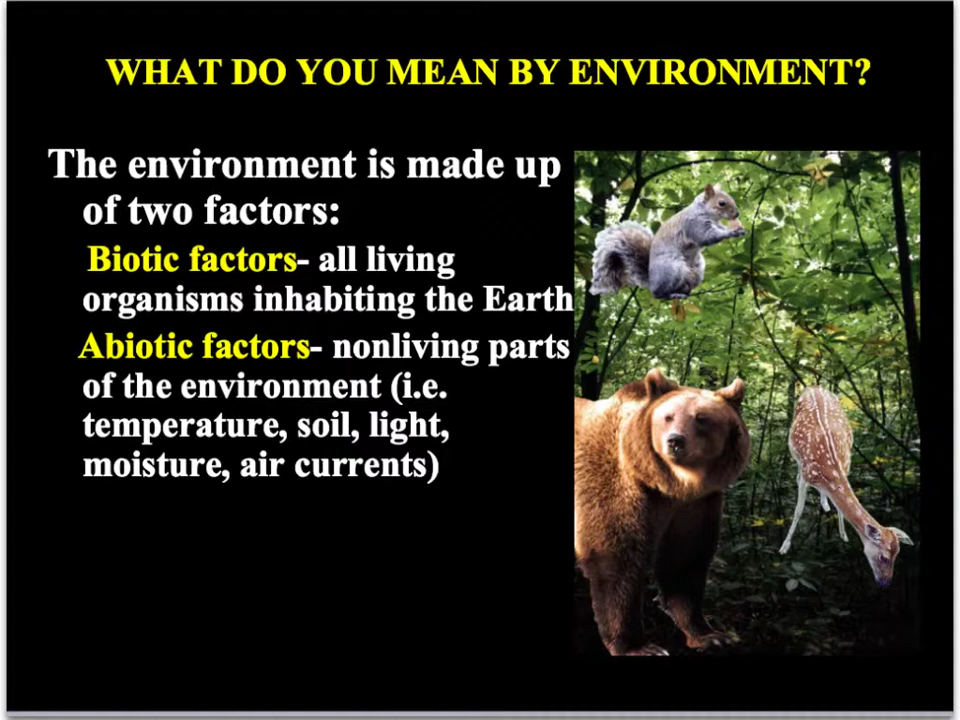 WHAT DO YOU MEAN BY ENVIRONMENT?
The environment is made up
of two factors:
Biotic factors- all living
organisms inhabiting the Earth
Abiotic factors- nonliving parts
of the environment (i.e.
temperature, soil, light,
moisture, air currents)